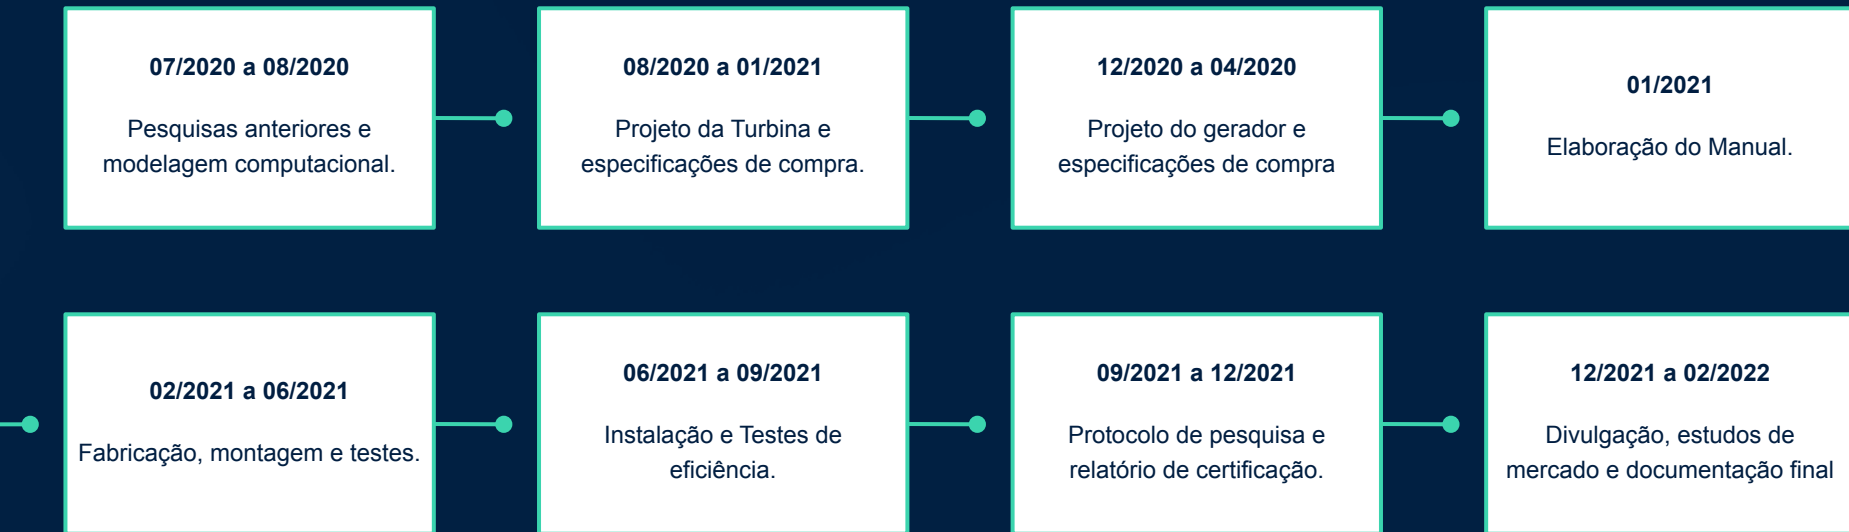 07/2020 a 08/2020
Pesquisas anteriores e
modelagem computacional.
08/2020 a 01/2021
Projeto da Turbina e
especificações de compra.
12/2020 a 04/2020
Projeto do gerador e
especificações de compra
01/2021
Elaboração do Manual.
02/2021 a 06/2021
Fabricação, montagem e testes.
06/2021 a 09/2021
Instalação e Testes de
eficiência.
09/2021 a 12/2021
Protocolo de pesquisa e
relatório de certificação.
12/2021 a 02/2022
Divulgação, estudos de
mercado e documentação final